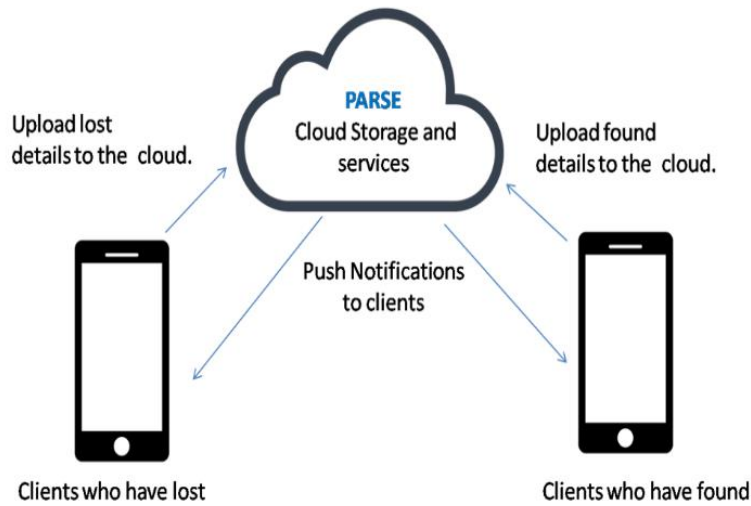 PARSE
Cloud Storage and
services
Upload lost
details to the cloud.
Upload found
details to the cloud.
Push Notifications
to clients
Clients who have lost
Clients who have found